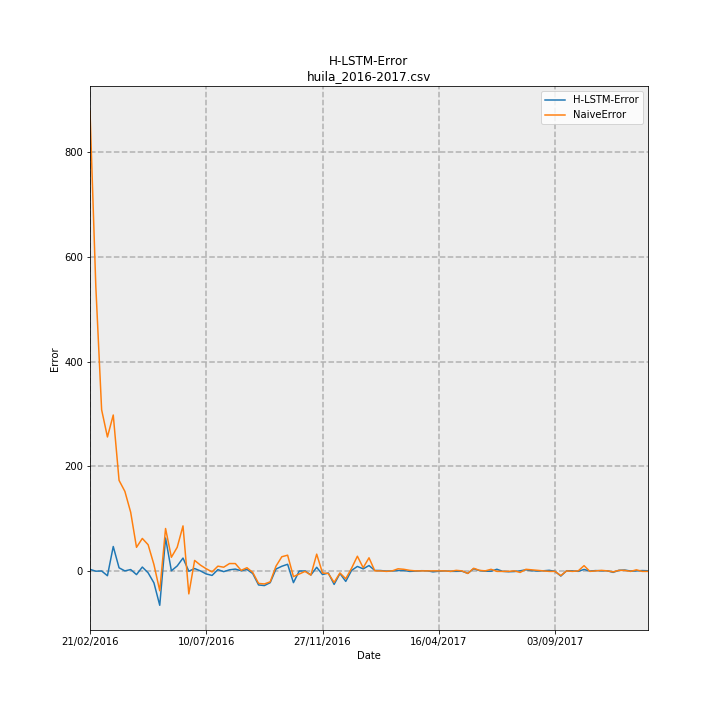 H-LSTM-Error
huila_2016-2017.csv
H-LSTM-Error
NaiveError
800
600
400
200
0
Error
21/02/2016
10/07/2016
27/11/2016
16/04/2017
03/09/2017
Date